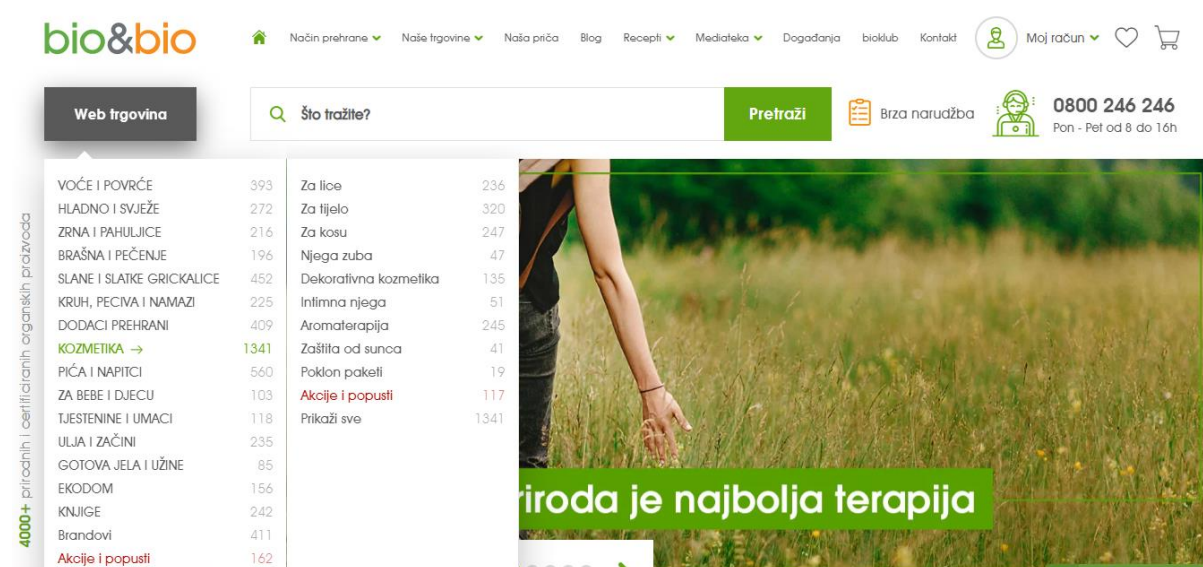 bio&bio
Način prehrane
Naše trgovine
Naša priča
Blog
Recepti
Mediateka
Događanja
bioklub
Kontakt
Moj račun
Web trgovina
Što tražite?
Pretraži
Brza narudžba
0800 246 246
Pon - Pet od 8 do 16h
VOĆE I POVRĆE 393
HLADNO I SVJEŽE 272
ZRNA I PAHULJICE 216
BRAŠNA I PEČENJE 196
SLANE I SLATKE GRICKALICE 452
KRUH, PECIVA I NAMAZI 225
DODACI PREHRANI 409
KOZMETIKA → 1341
PIĆA I NAPITCI 560
ZA BEBE I DJECU 103
TJESTENINE I UMACI 118
ULJA I ZAČINI 235
GOTOVA JELA I UŽINE 85
EKODOM 156
KNJIGE 242
Brandovi 411
Akcije i popusti 162
Za lice 236
Za tijelo 320
Za kosu 247
Njega zuba 47
Dekorativna kozmetika 135
Intimna njega 51
Aromaterapija 245
Zaštita od sunca 41
Poklon paketi 19
Akcije i popusti 117
Prikaži sve 1341
4000+ prirodnih i certificiranih organskih proizvoda
riroda je najbolja terapija